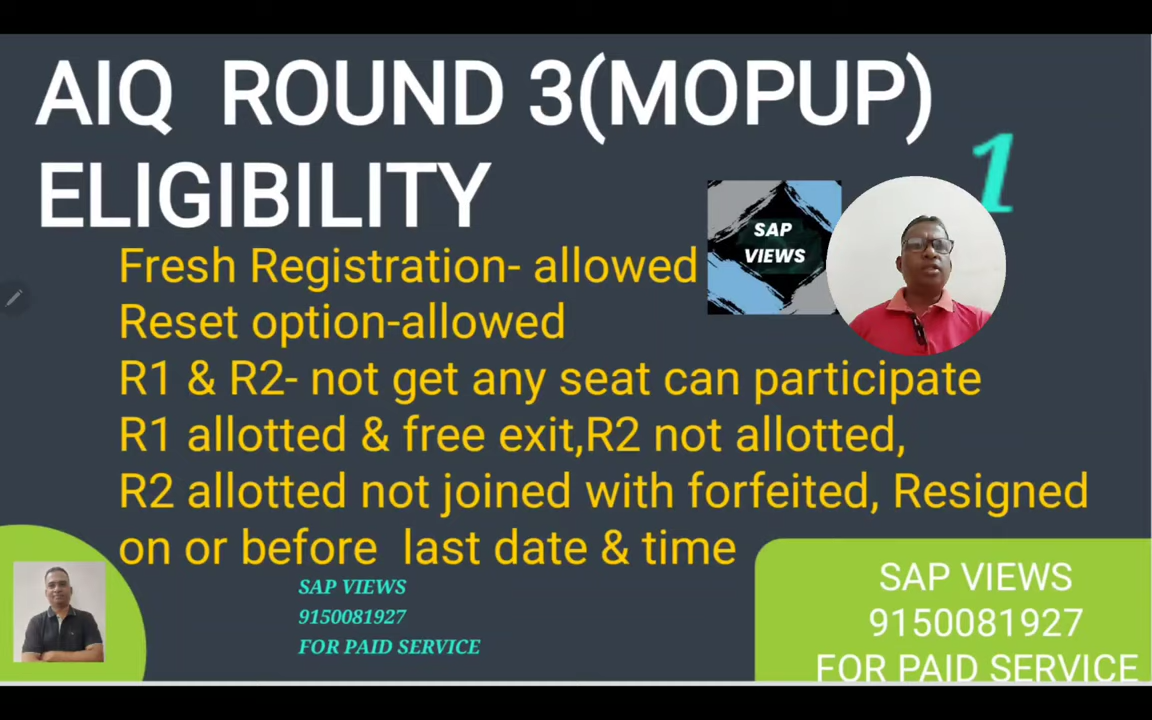 AIQ ROUND 3(MOPUP)
ELIGIBILITY
1
SAP
VIEWS
Fresh Registration- allowed
Reset option-allowed
R1 & R2- not get any seat can participate
R1 allotted & free exit,R2 not allotted,
R2 allotted not joined with forfeited, Resigned
on or before last date & time
SAP VIEWS
9150081927
FOR PAID SERVICE
SAP VIEWS
9150081927
FOR PAID SERVICE